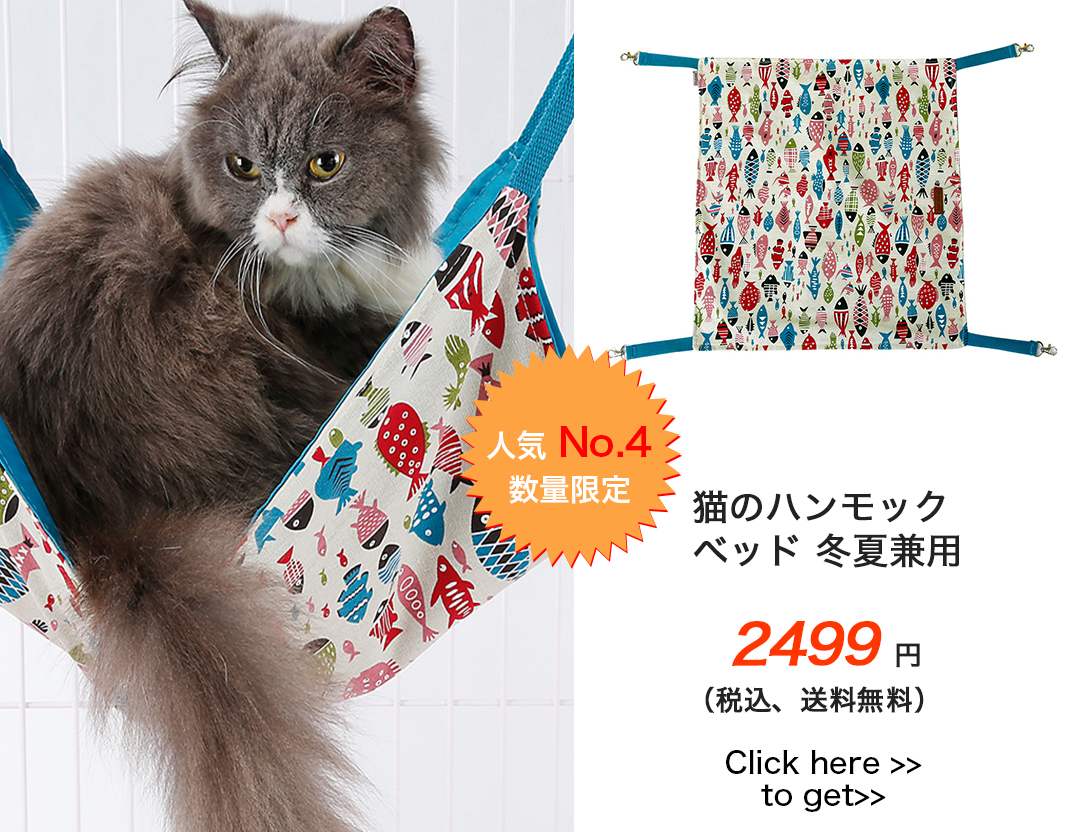 人気 No.4
数量限定
猫のハンモック
ベッド 冬夏兼用
2499 円
（税込、送料無料）
Click here >>
to get>>